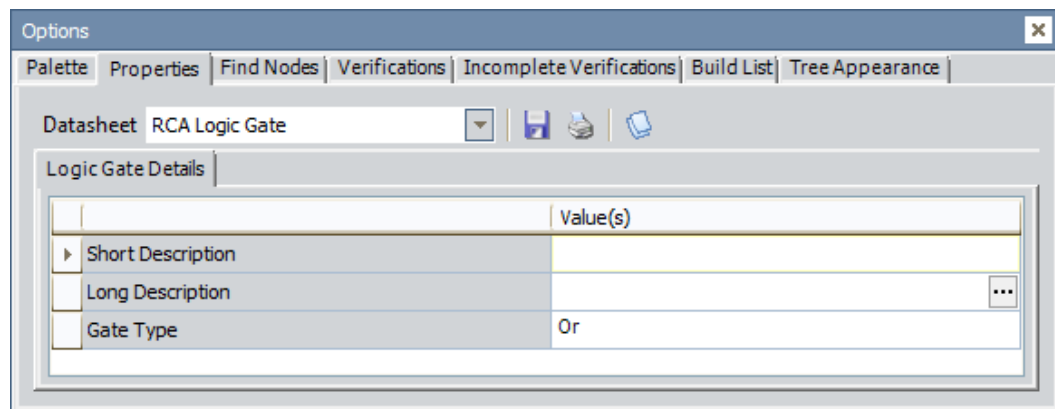 Options
Palette Properties Find Nodes Verifications Incomplete Verifications Build List Tree Appearance
Datasheet RCA Logic Gate
Logic Gate Details
Value(s)
Short Description
Long Description ...
Gate Type Or